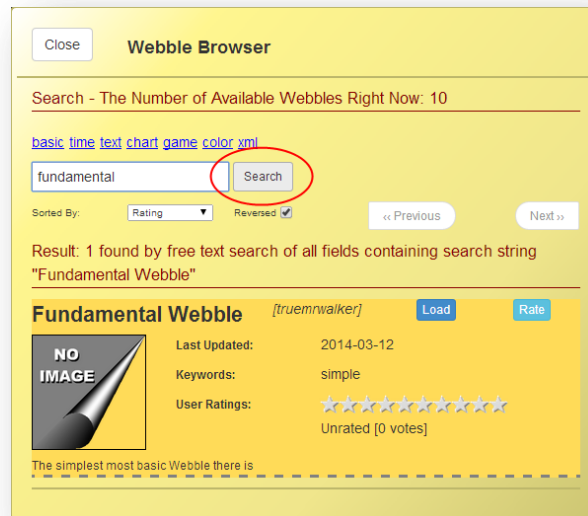 Close Webble Browser
Search - The Number of Available Webbles Right Now: 10
basic time text chart game color xml
fundamental Search
Sorted By: Rating Reversed ‹‹ Previous Next ››
Result: 1 found by free text search of all fields containing search string
"Fundamental Webble"
Fundamental Webble [truemrwalker] Load Rate
NO
IMAGE
Last Updated: 2014-03-12
Keywords: simple
User Ratings:
Unrated [0 votes]
The simplest most basic Webble there is